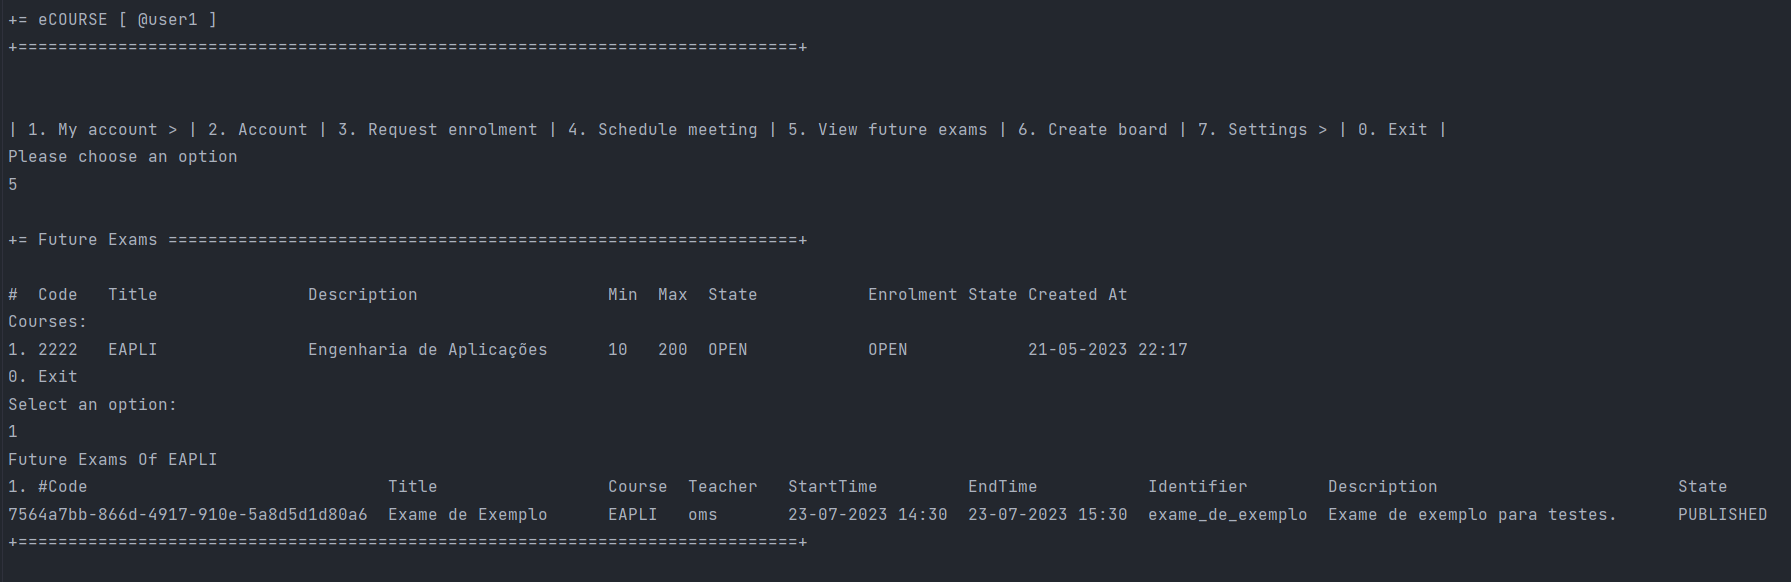 += eCOURSE [ @user1 ]
+==============================================================================+
| 1. My account > | 2. Account | 3. Request enrolment | 4. Schedule meeting | 5. View future exams | 6. Create board | 7. Settings > | 0. Exit |
Please choose an option
5
+= Future Exams ===============================================================+
#  Code   Title               Description                   Min  Max  State           Enrolment State Created At
Courses:
1. 2222   EAPLI               Engenharia de Aplicações      10   200  OPEN            OPEN            21-05-2023 22:17
0. Exit
Select an option:
1
Future Exams Of EAPLI
1. #Code                              Title                 Course  Teacher   StartTime         EndTime           Identifier        Description                        State
7564a7bb-866d-4917-910e-5a8d5d1d80a6  Exame de Exemplo      EAPLI   oms       23-07-2023 14:30  23-07-2023 15:30  exame_de_exemplo  Exame de exemplo para testes.      PUBLISHED
+==============================================================================+